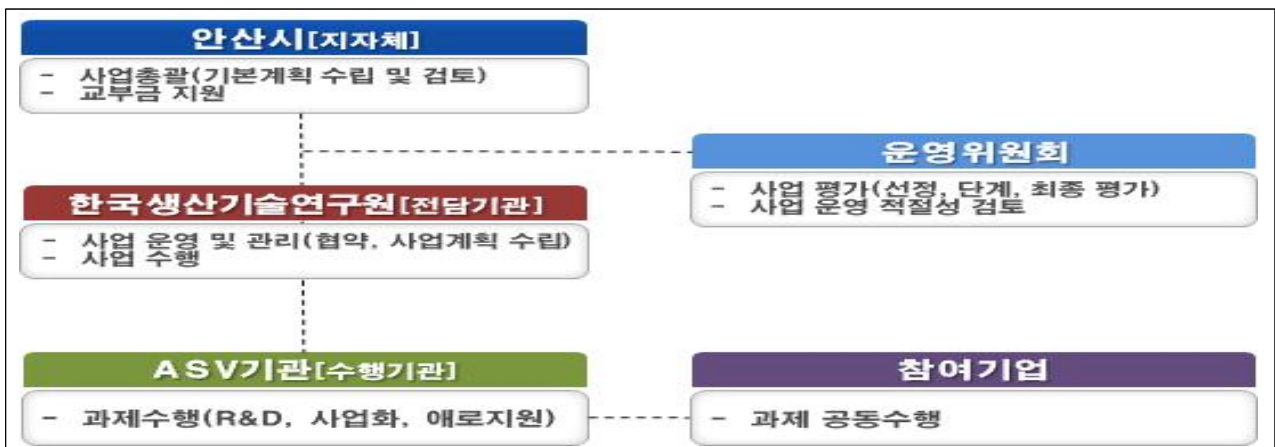 안산시[지자체]
- 사업총괄(기본계획 수립 및 검토)
- 교부금 지원
운영위원회
- 사업 평가(선정, 단계, 최종 평가)
- 사업 운영 적절성 검토
한국생산기술연구원[전담기관]
- 사업 운영 및 관리(협약, 사업계획 수립)
- 사업 수행
ASV기관[수행기관]
- 과제수행(R&D, 사업화, 애로지원)
참여기업
- 과제 공동수행